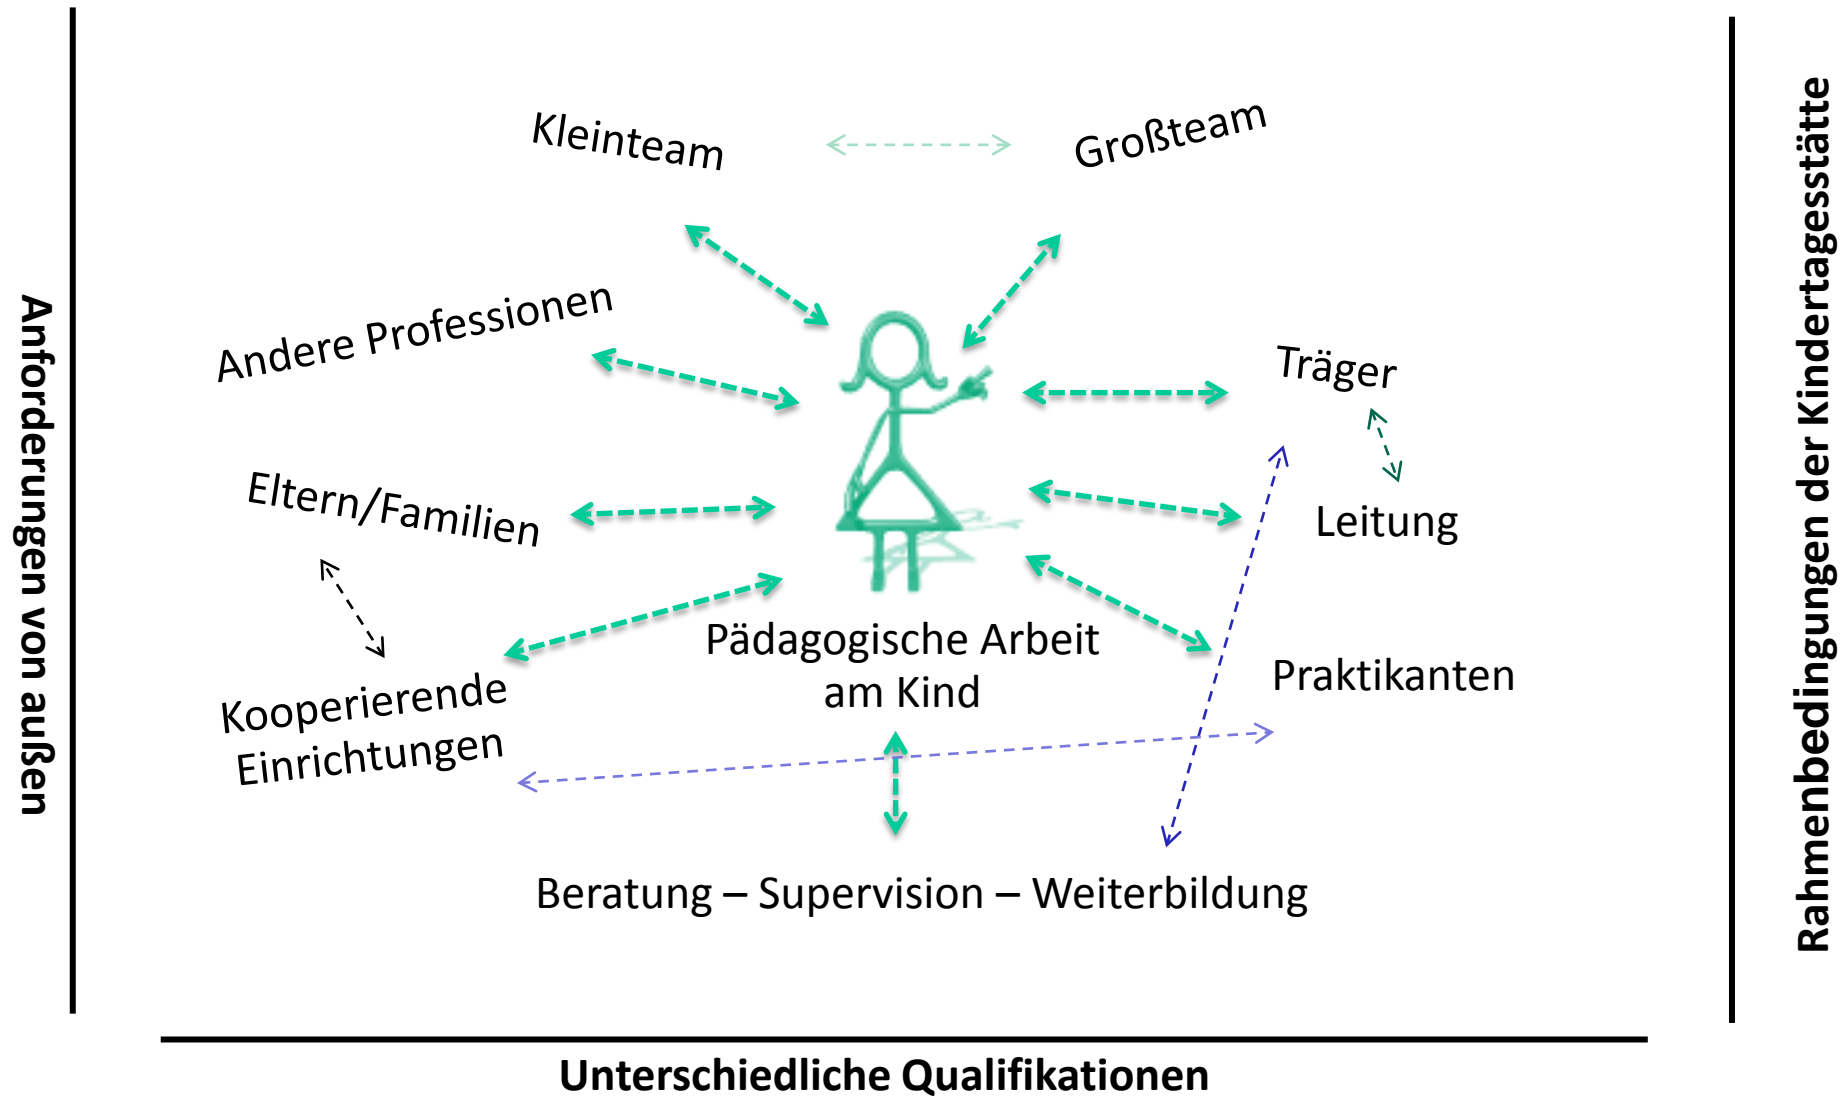 Kleinteam
Großteam
Andere Professionen
Träger
Eltern/Familien
Leitung
Pädagogische Arbeit
am Kind
Kooperierende
Einrichtungen
Praktikanten
Beratung – Supervision – Weiterbildung
Anforderungen von außen
Rahmenbedingungen der Kindertagesstätte
Unterschiedliche Qualifikationen